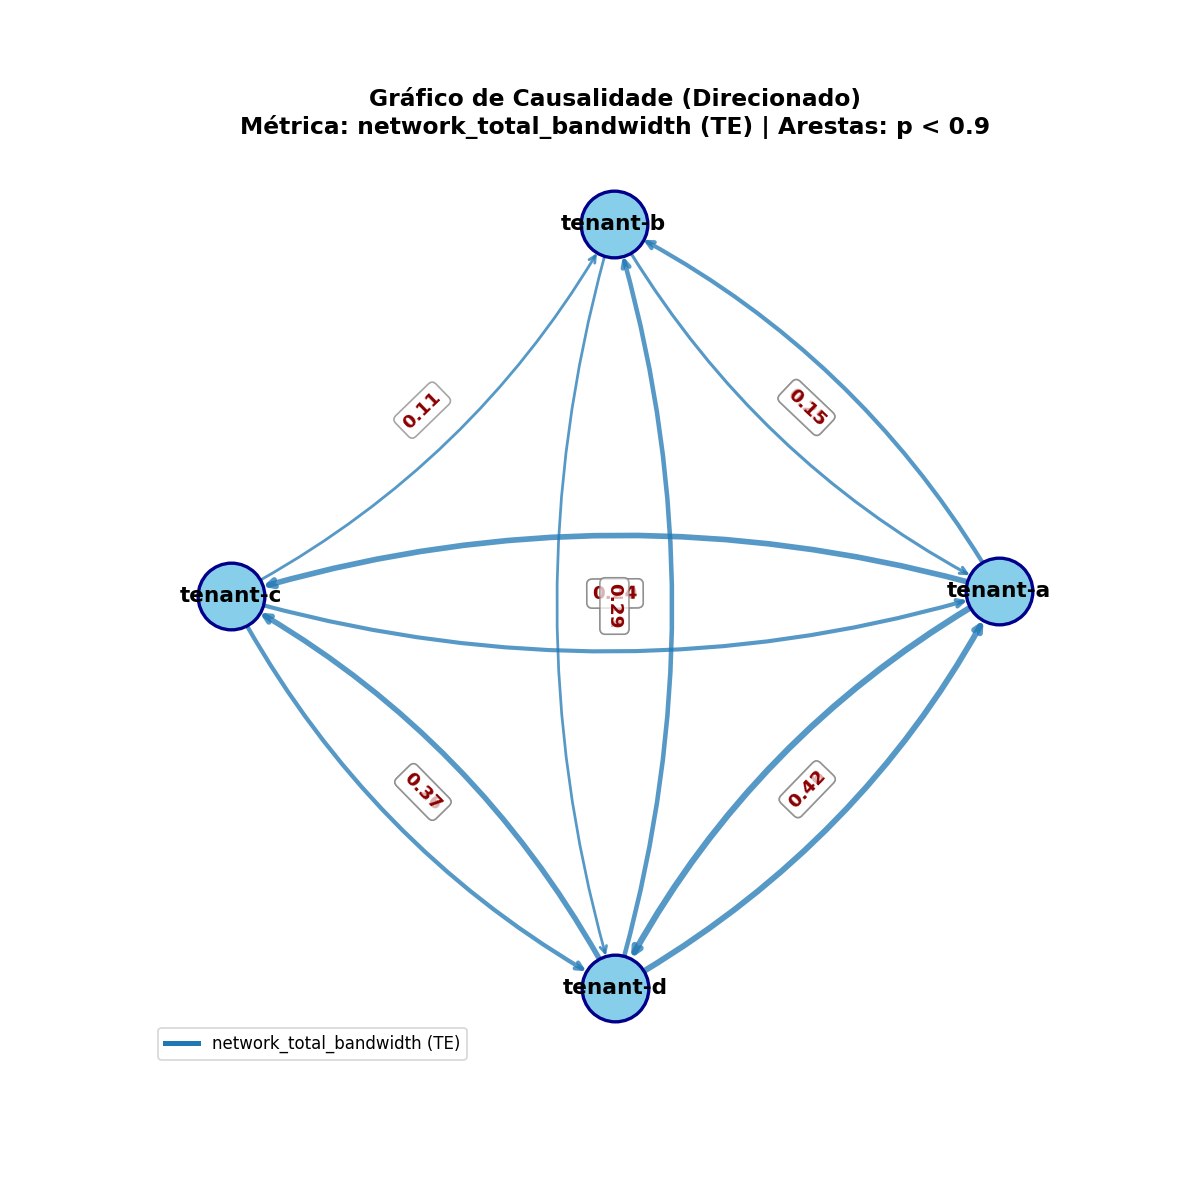 Gráfico de Causalidade (Direcionado)
Métrica: network_total_bandwidth (TE) | Arestas: p < 0.9
tenant-b
0.11
0.15
tenant-c
0.29
tenant-a
0.37
0.42
tenant-d
network_total_bandwidth (TE)